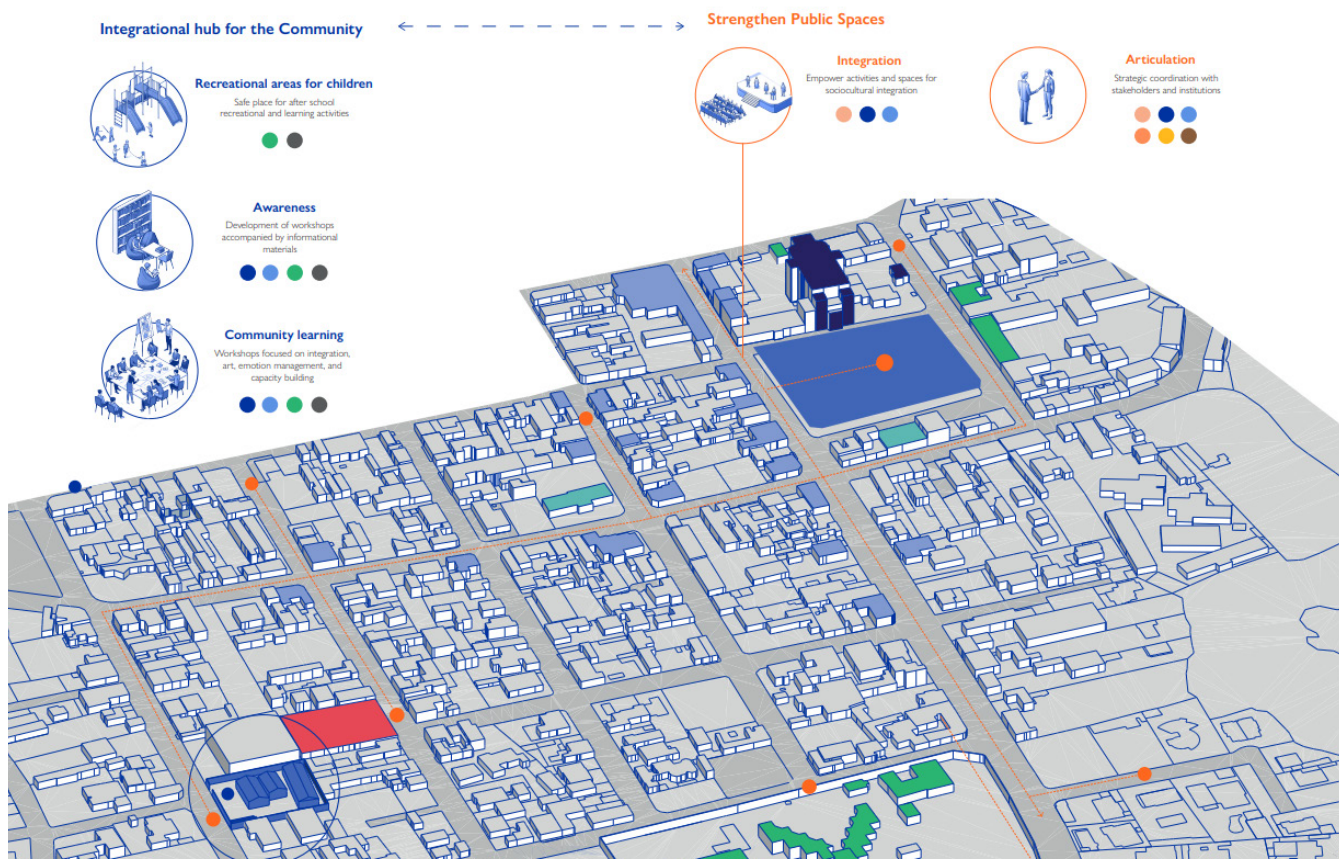 Integrational hub for the Community
Strengthen Public Spaces
Recreational areas for children
Safe place for after school
recreational and learning activities
Integration
Empower activities and spaces for
sociocultural integration
Articulation
Strategic coordination with
stakeholders and institutions
Awareness
Development of workshops
accompanied by informational
materials
Community learning
Workshops focused on integration,
art, emotion management, and
capacity building